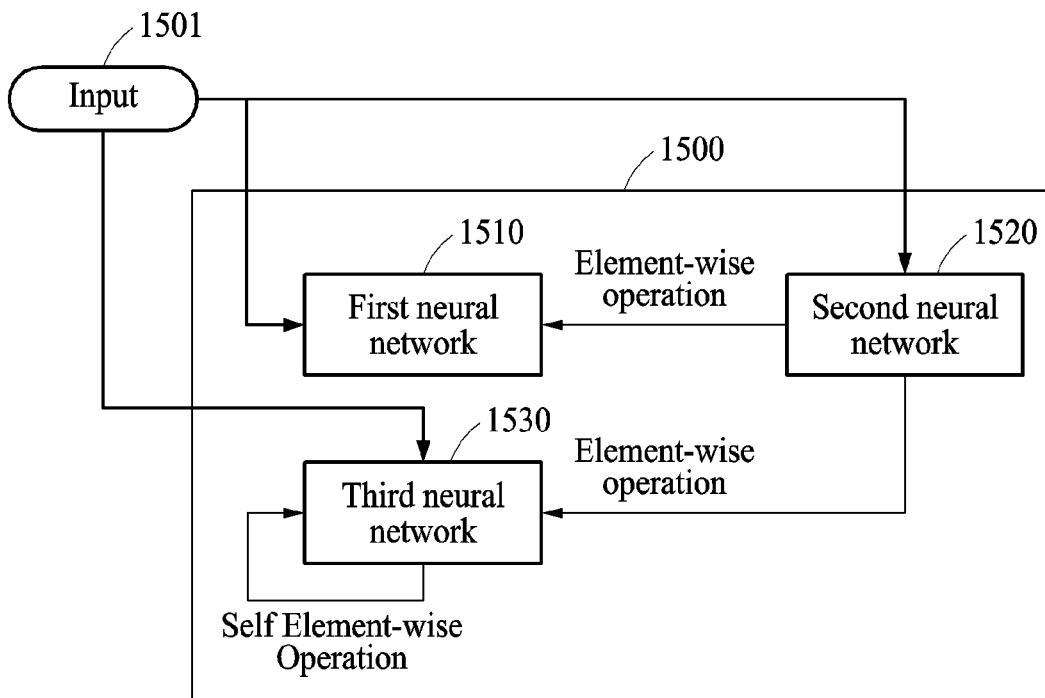 1501
Input
1500
1510
1520
Element-wise
operation
First neural
network
Second neural
network
1530
Element-wise
operation
Third neural
network
Self Element-wise
Operation